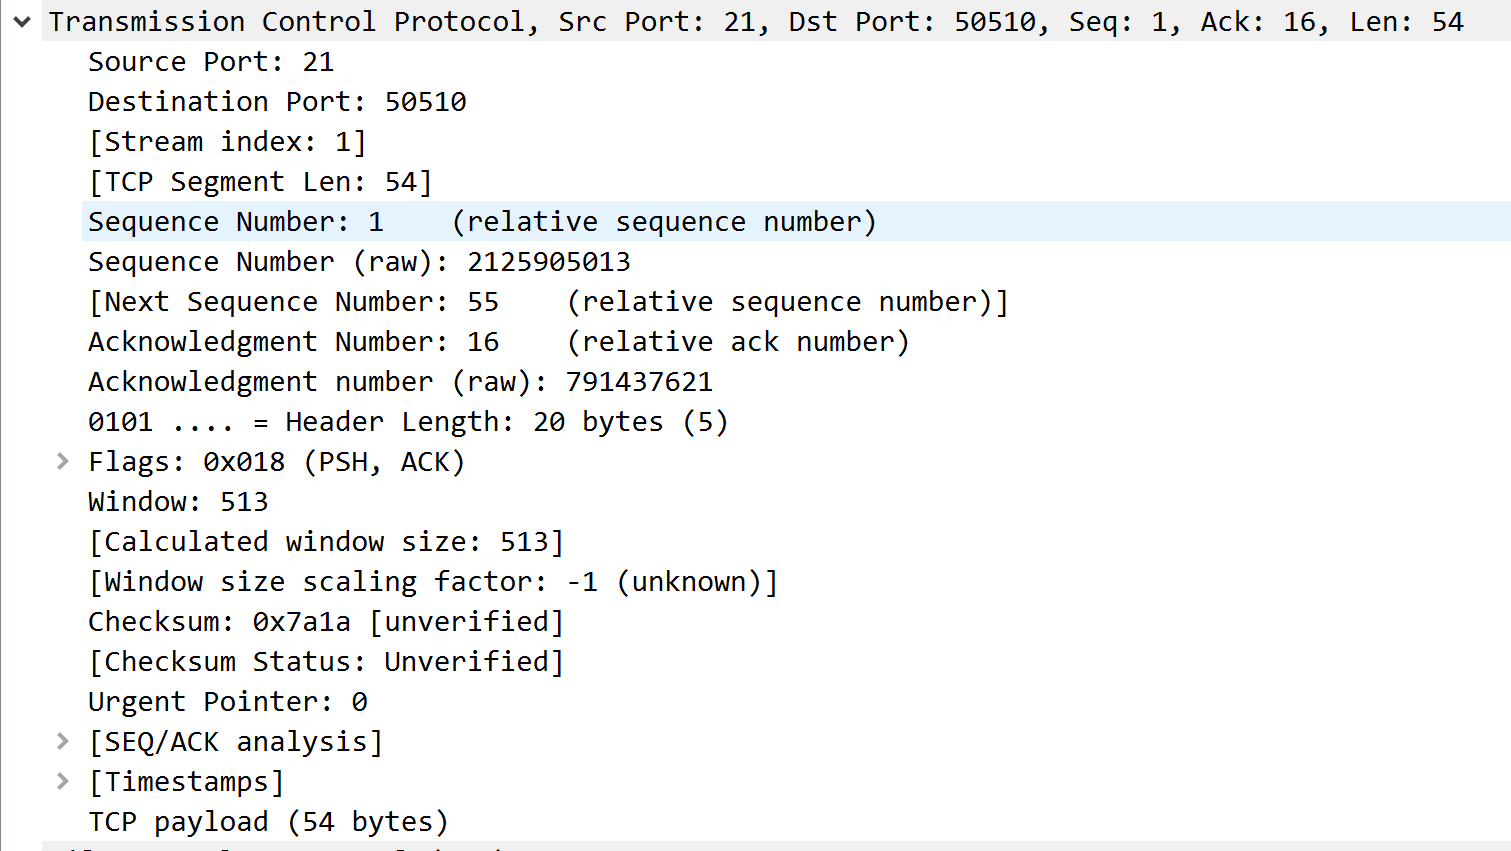 Transmission Control Protocol, Src Port: 21, Dst Port: 50510, Seq: 1, Ack: 16, Len: 54
Source Port: 21
Destination Port: 50510
[Stream index: 1]
[TCP Segment Len: 54]
Sequence Number: 1    (relative sequence number)
Sequence Number (raw): 2125905013
[Next Sequence Number: 55    (relative sequence number)]
Acknowledgment Number: 16    (relative ack number)
Acknowledgment number (raw): 791437621
0101 .... = Header Length: 20 bytes (5)
Flags: 0x018 (PSH, ACK)
Window: 513
[Calculated window size: 513]
[Window size scaling factor: -1 (unknown)]
Checksum: 0x7a1a [unverified]
[Checksum Status: Unverified]
Urgent Pointer: 0
[SEQ/ACK analysis]
[Timestamps]
TCP payload (54 bytes)